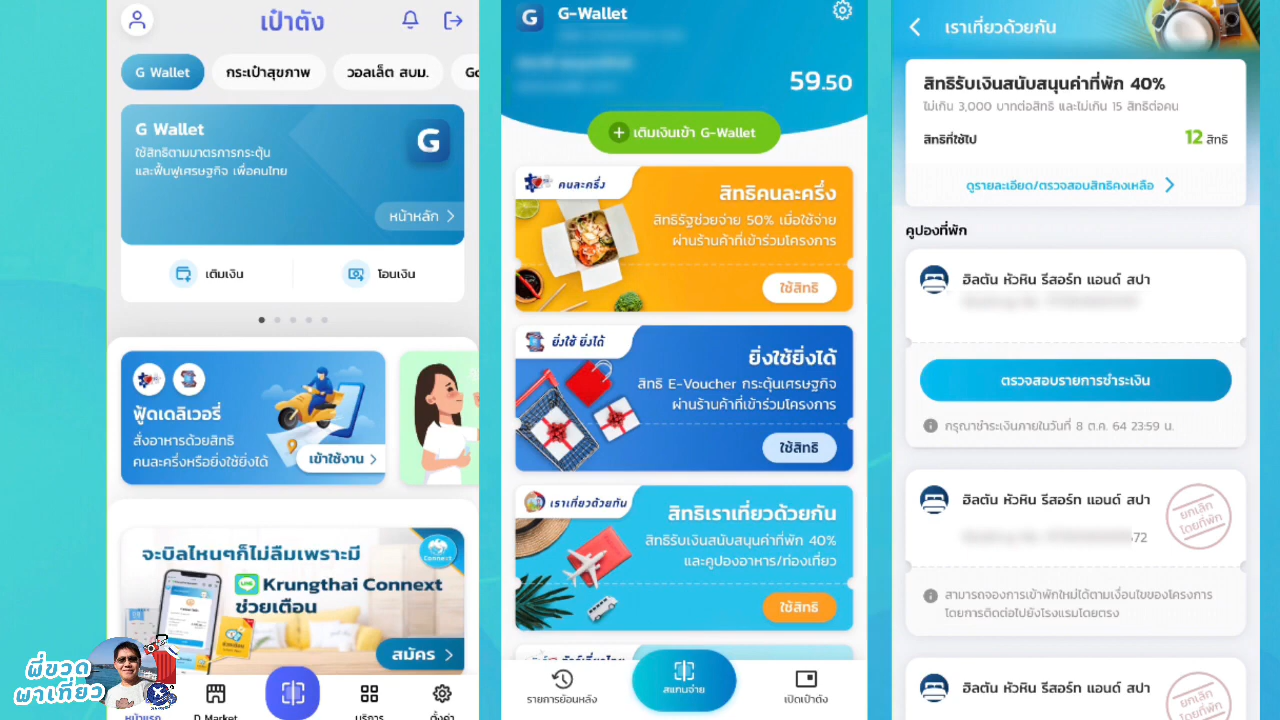 เป๋าตัง
G Wallet
กระเป๋าสุขภาพ
วอลเล็ต สบม.
G Wallet
ใช้สิทธิตามมาตรการกระตุ้น
และฟื้นฟูเศรษฐกิจ เพื่อคนไทย
G
หน้าหลัก
เติมเงิน
โอนเงิน
ฟู้ดเดลิเวอรี่
สั่งอาหารด้วยสิทธิ
คนละครึ่งหรือยิ่งใช้ยิ่งได้
เข้าใช้งาน
จะบิลไหนๆก็ไม่ลืมเพราะมี
Connext
LINE
Krungthai Connext
ช่วยเตือน
สมัคร
พี่ขวด
พาเที่ยว
หน้าแรก
D Market
บริการ
ตั้งค่า
G
G-Wallet
59.50
เติมเงินเข้า G-Wallet
คนละครึ่ง
สิทธิคนละครึ่ง
สิทธิรัฐช่วยจ่าย 50% เมื่อใช้จ่าย
ผ่านร้านค้าที่เข้าร่วมโครงการ
ใช้สิทธิ
ยิ่งใช้ ยิ่งได้
ยิ่งใช้ยิ่งได้
สิทธิ E-Voucher กระตุ้นเศรษฐกิจ
ผ่านร้านค้าที่เข้าร่วมโครงการ
ใช้สิทธิ
เราเที่ยวด้วยกัน
สิทธิเราเที่ยวด้วยกัน
สิทธิรับเงินสนับสนุนค่าที่พัก 40%
และคูปองอาหาร/ท่องเที่ยว
ใช้สิทธิ
รายการย้อนหลัง
สแกนจ่าย
เปิดเป๋าตัง
เราเที่ยวด้วยกัน
สิทธิรับเงินสนับสนุนค่าที่พัก 40%
ไม่เกิน 3,000 บาทต่อสิทธิ และไม่เกิน 15 สิทธิต่อคน
สิทธิที่ใช้ไป
12 สิทธิ
ดูรายละเอียด/ตรวจสอบสิทธิคงเหลือ
คูปองที่พัก
ฮิลตัน หัวหิน รีสอร์ท แอนด์ สปา
ตรวจสอบรายการชำระเงิน
กรุณาชำระเงินภายในวันที่ 8 ต.ค. 64 23:59 น.
ฮิลตัน หัวหิน รีสอร์ท แอนด์ สปา
ยกเลิก
โดยที่พัก
72
สามารถจองการเข้าพักใหม่ได้ตามเงื่อนไขของโครงการ
โดยการติดต่อไปยังโรงแรมโดยตรง
ฮิลตัน หัวหิน รีสอร์ท แอนด์ สปา
ยกเลิก
โดยที่พัก